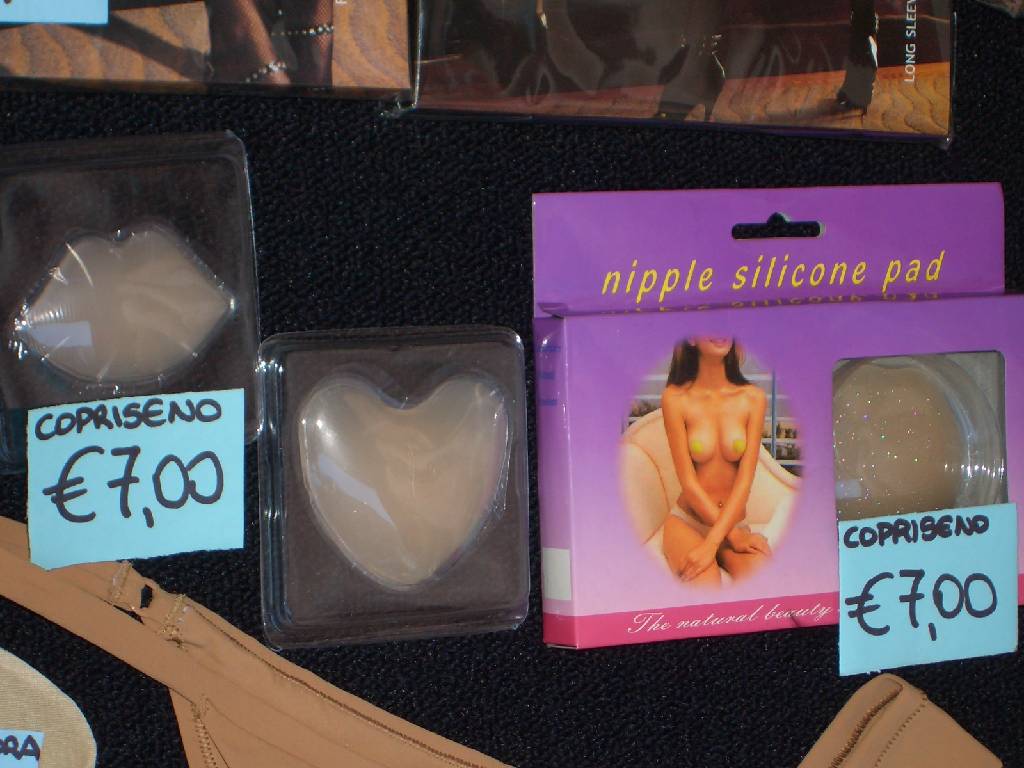 LONG SLEE
nipple silicone pad
COPRISENO
€7,00
COPRISENO
€7,00
The natural beauty